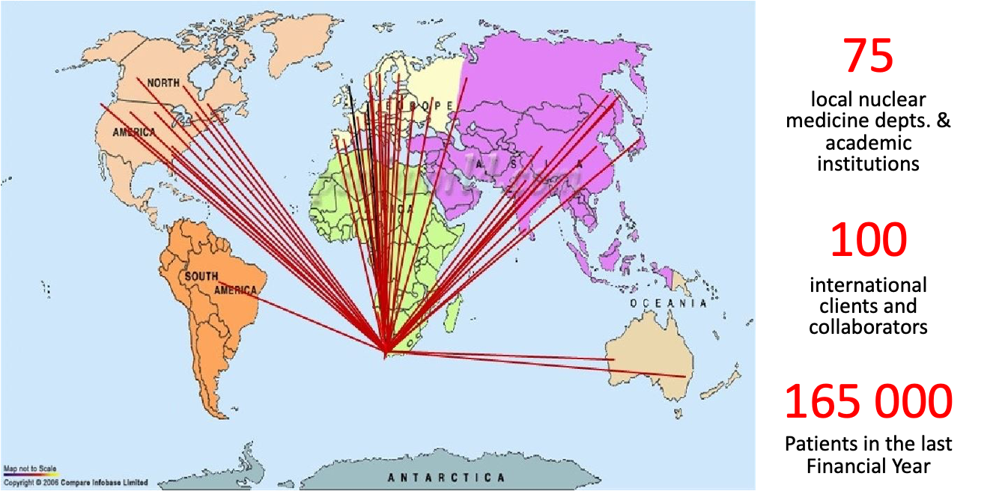 NORTH
AMERICA
EUROPE
ASIA
CA
SOUTH
AMERICA
OCEANIA
ANTARCTICA
Map not to Scale
Copyright © 2006 Compare Infobase Limited
75
local nuclear
medicine depts. &
academic
institutions
100
international
clients and
collaborators
165 000
Patients in the last
Financial Year